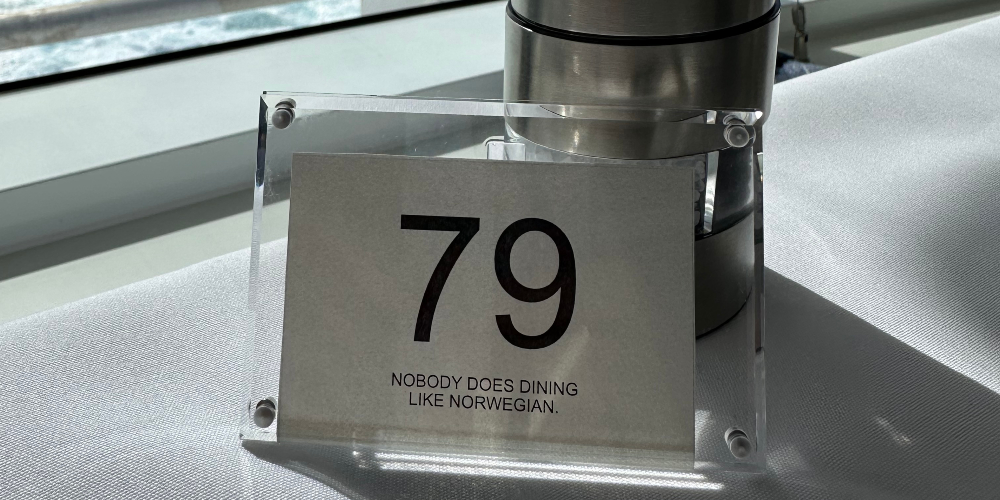 79
NOBODY DOES DINING
LIKE NORWEGIAN.